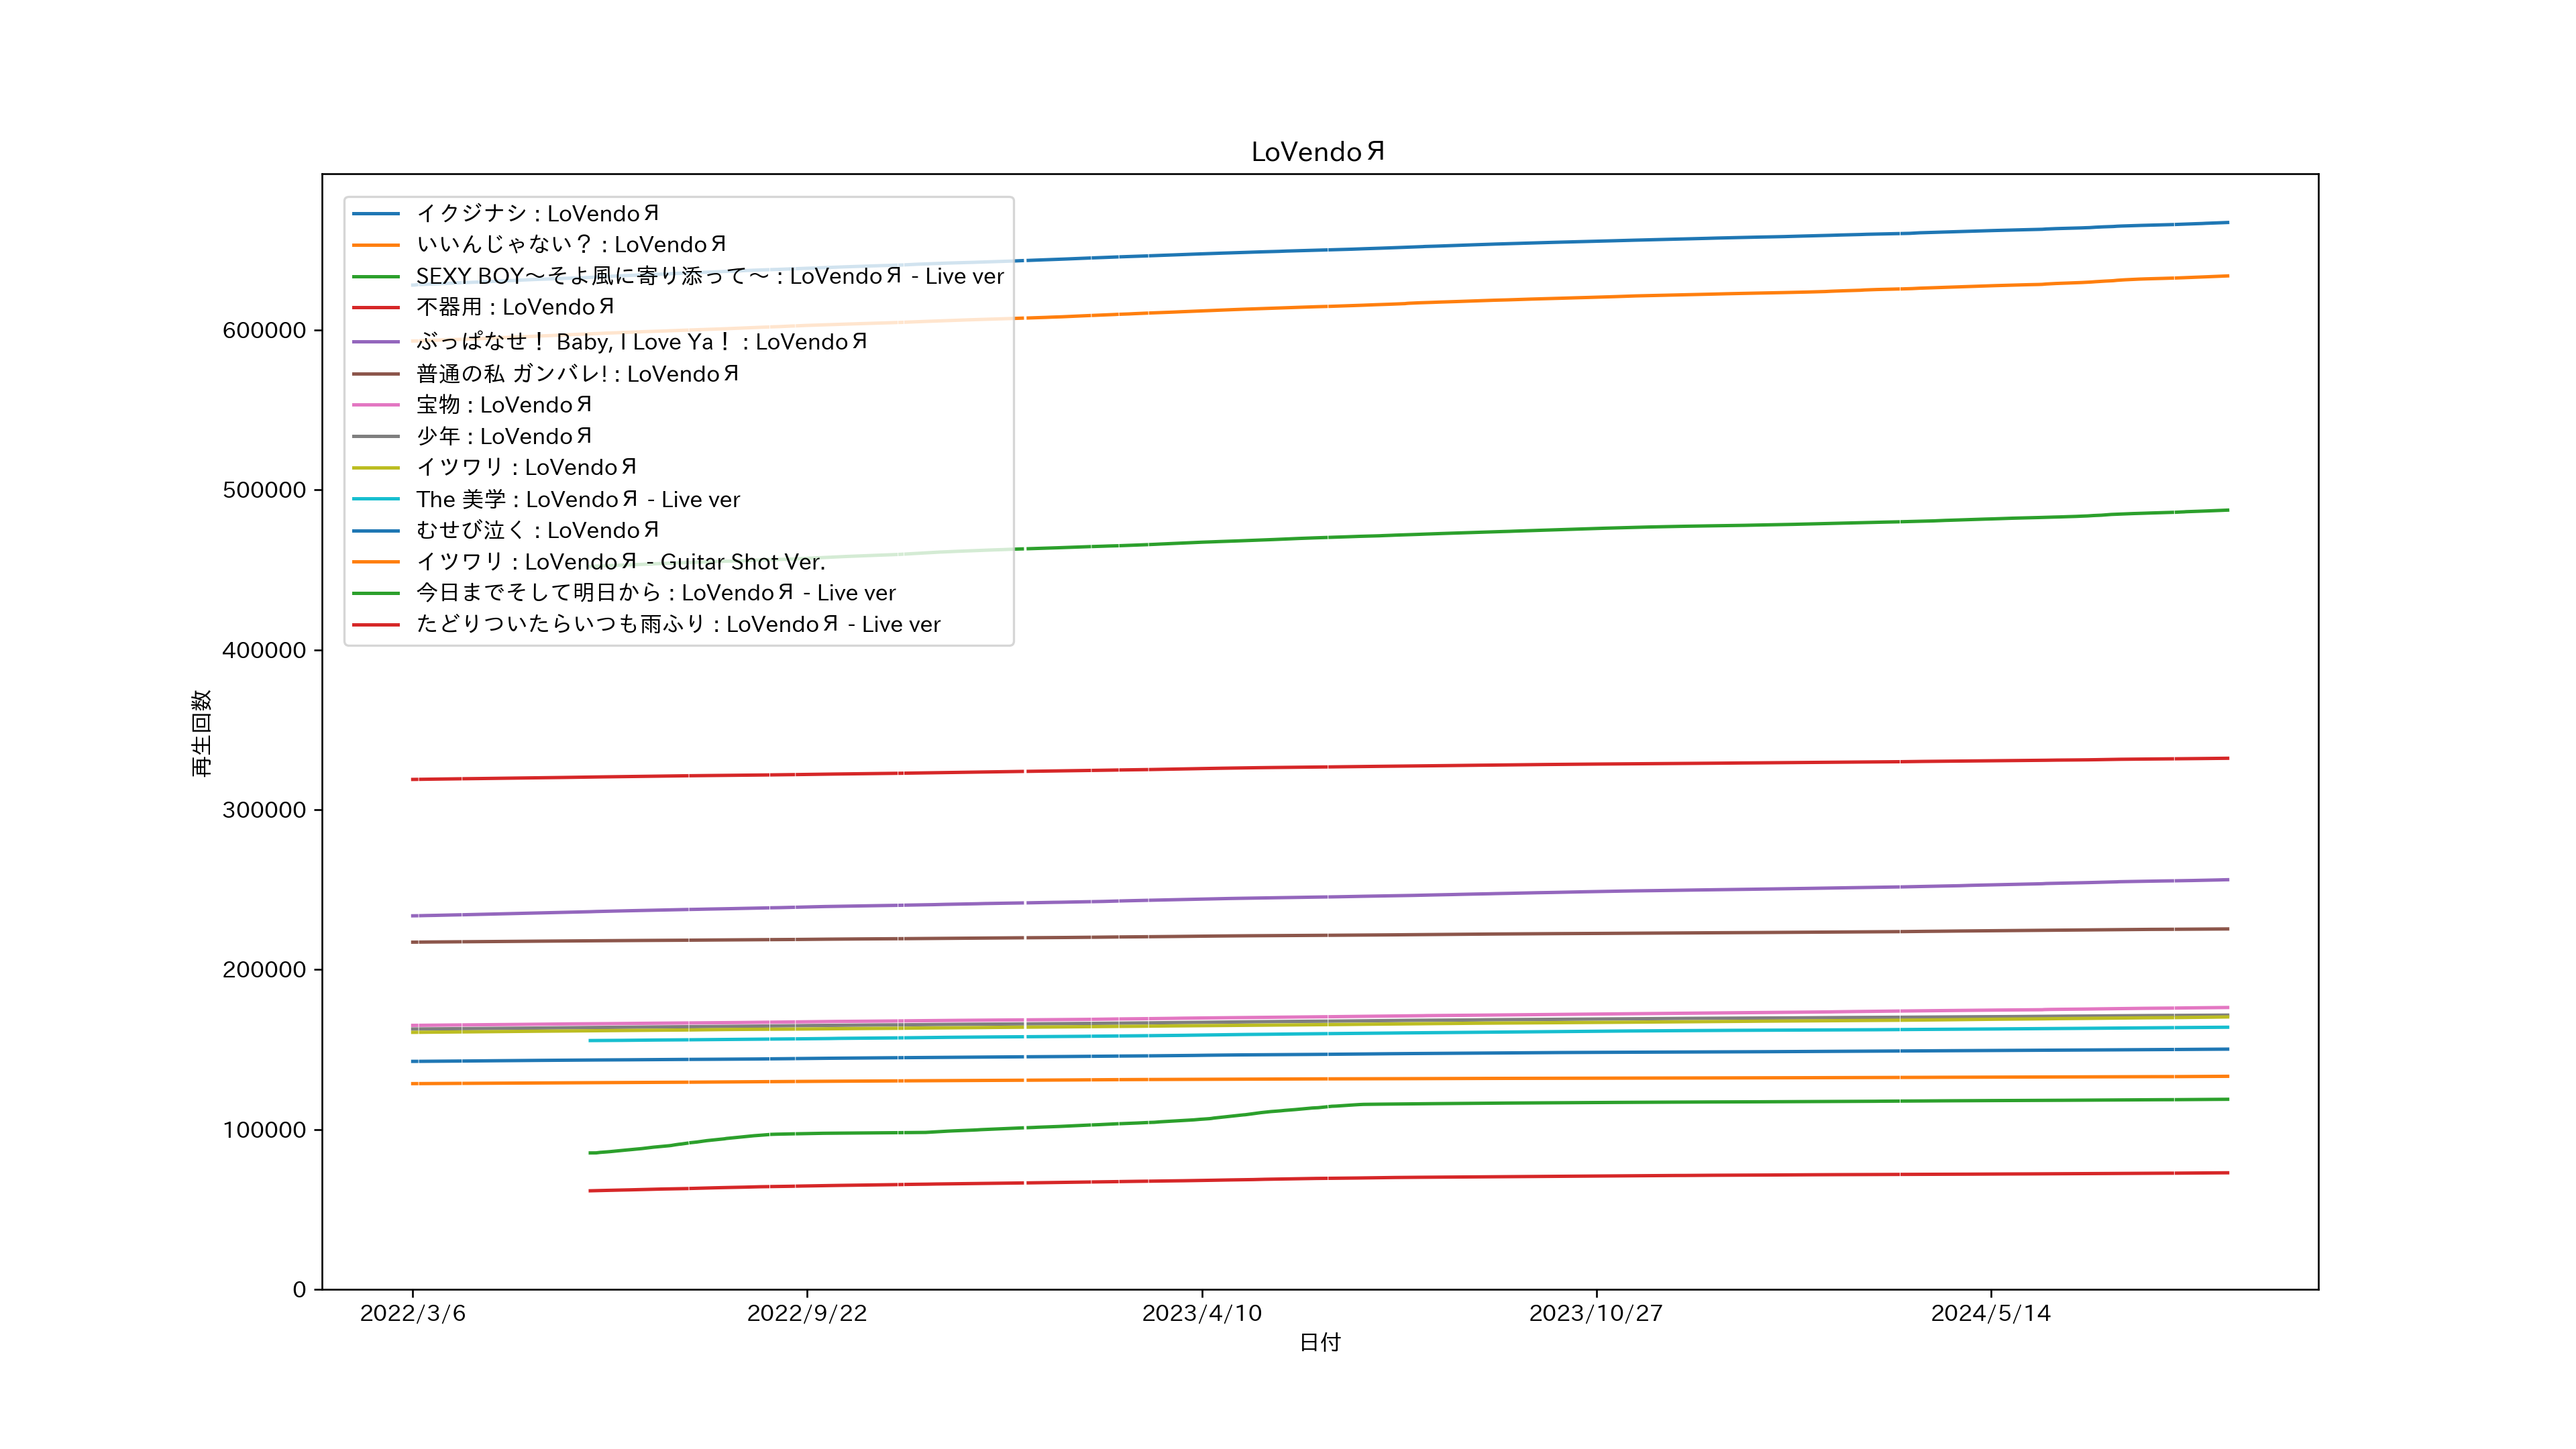 LoVendoЯ
イクジナシ : LoVendoЯ
いいんじゃない？ : LoVendoЯ
SEXY BOY～そよ風に寄り添って～ : LoVendoЯ - Live ver
不器用 : LoVendoЯ
ぶっぱなせ！ Baby, I Love Ya！ : LoVendoЯ
普通の私 ガンバレ! : LoVendoЯ
宝物 : LoVendoЯ
少年 : LoVendoЯ
イツワリ : LoVendoЯ
The 美学 : LoVendoЯ - Live ver
むせび泣く : LoVendoЯ
イツワリ : LoVendoЯ - Guitar Shot Ver.
今日までそして明日から : LoVendoЯ - Live ver
たどりついたらいつも雨ふり : LoVendoЯ - Live ver
600000
500000
400000
300000
200000
100000
0
再生回数
2022/3/6
2022/9/22
2023/4/10
2023/10/27
2024/5/14
日付